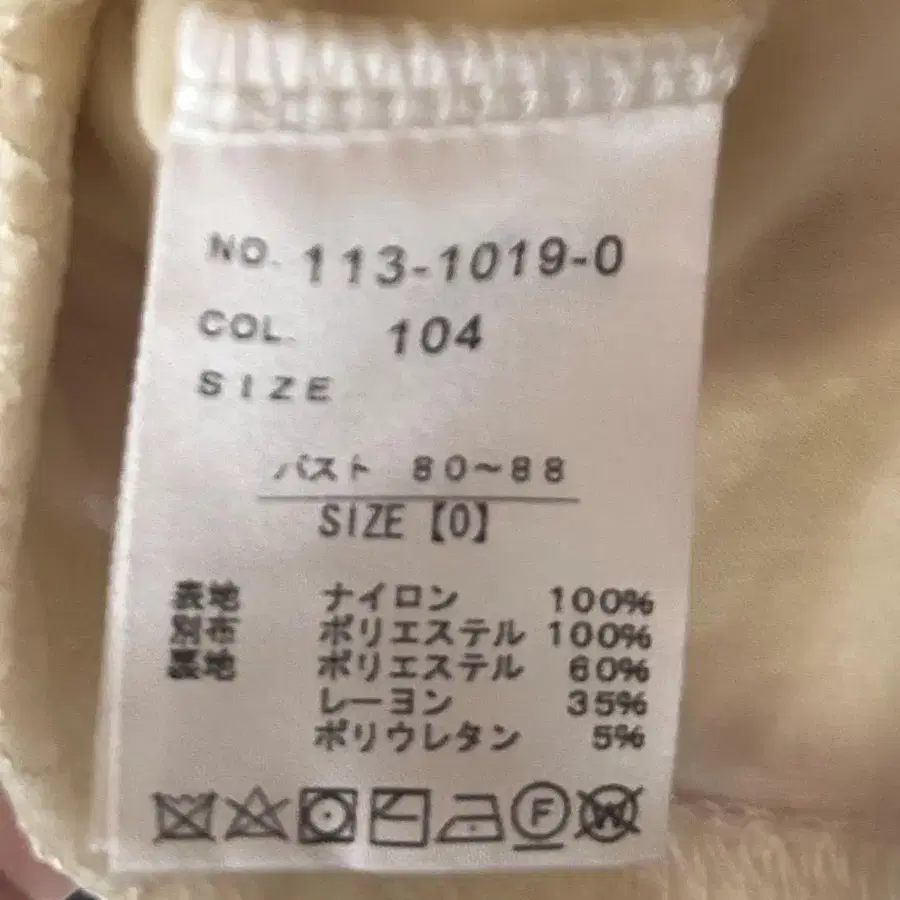 NO. 113-1019-0
COL. 104
SIZE
バスト 80~88
SIZE【0】
表地 ナイロン 100%
別布 ポリエステル 100%
裏地 ポリエステル 60%
レーヨン 35%
ポリウレタン 5%
F W